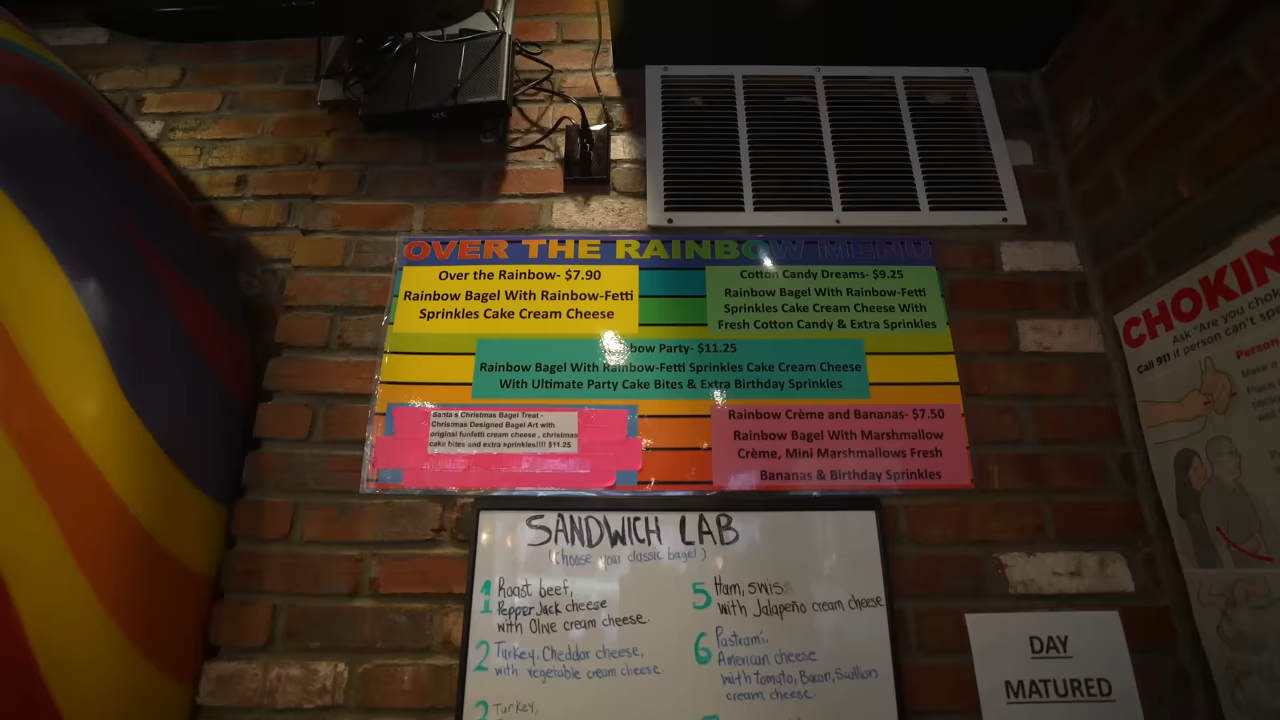 OVER THE RAINBOW MENU
Over the Rainbow- $7.90
Rainbow Bagel With Rainbow-Fetti
Sprinkles Cake Cream Cheese
Cotton Candy Dreams- $9.25
Rainbow Bagel With Rainbow-Fetti
Sprinkles Cake Cream Cheese With
Fresh Cotton Candy & Extra Sprinkles
Party- $11.25
Rainbow Bagel With Rainbow-Fetti Sprinkles Cake Cream Cheese
With Ultimate Party Cake Bites & Extra Birthday Sprinkles
Santa's Christmas Bagel Treat -
Christmas Designed Bagel Art with
original funfetti cream cheese , christmas
cake bites and extra sprinkles!!!! $11.25
Rainbow Crème and Bananas- $7.50
Rainbow Bagel With Marshmallow
Crème, Mini Marshmallows Fresh
Bananas & Birthday Sprinkles
SANDWICH LAB
(Choose your classic bagel)
1 Roast beef,
Pepper Jack cheese
with Olive cream cheese.
2 Turkey, Cheddar cheese,
with vegetable cream cheese.
3 Turkey,
5 Ham, swiss
with Jalapeño cream cheese
6 Pastrami,
American cheese
with tomato, Bacon, Scallion
cream cheese.
DAY
MATURED
CHOKIN
Ask "Are you chok
if person can't sp
Call 911
Person
Make a